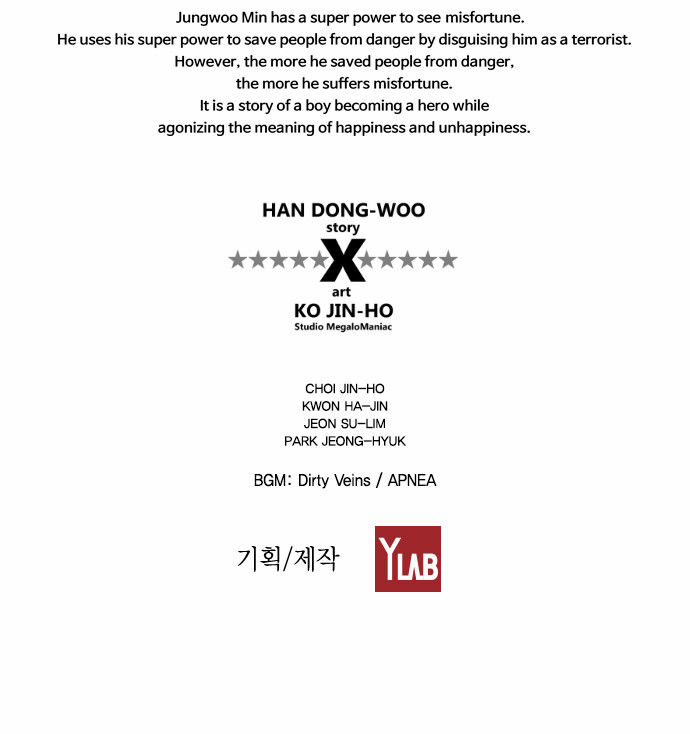 Jungwoo Min has a super power to see misfortune.
He uses his super power to save people from danger by disguising him as a terrorist.
However, the more he saved people from danger,
the more he suffers misfortune.
It is a story of a boy becoming a hero while
agonizing the meaning of happiness and unhappiness.
HAN DONG-WOO
story
★★★★★X★★★★★
art
KO JIN-HO
Studio MegaloManiac
CHOI JIN-HO
KWON HA-JIN
JEON SU-LIM
PARK JEONG-HYUK
BGM: Dirty Veins / APNEA
기획/제작 YLAB